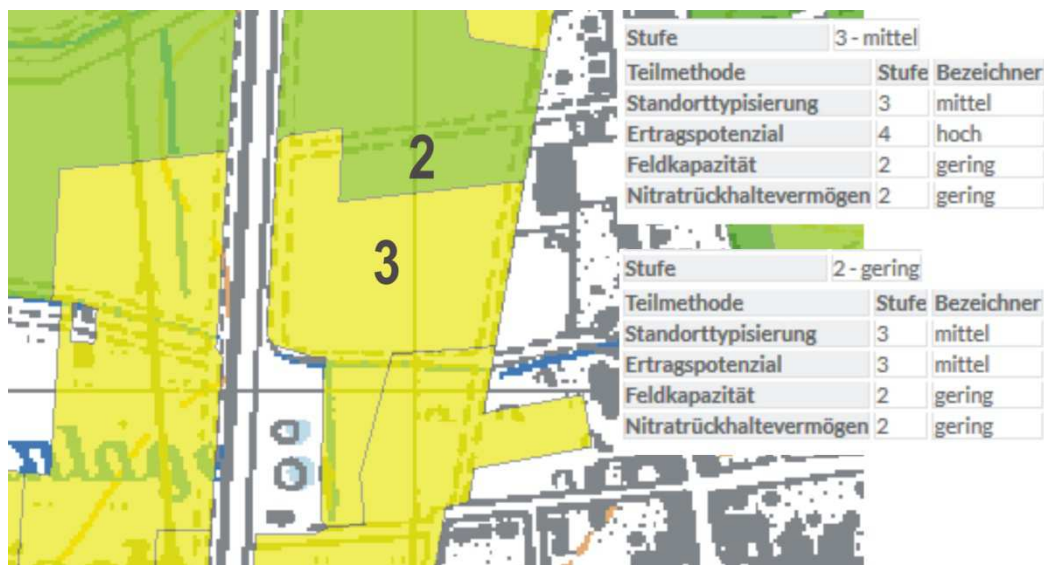 2
3
Stufe 3 - mittel
Teilmethode Stufe Bezeichner
Standorttypisierung 3 mittel
Ertragspotenzial 4 hoch
Feldkapazität 2 gering
Nitratrückhaltevermögen 2 gering
Stufe 2 - gering
Teilmethode Stufe Bezeichner
Standorttypisierung 3 mittel
Ertragspotenzial 3 mittel
Feldkapazität 2 gering
Nitratrückhaltevermögen 2 gering